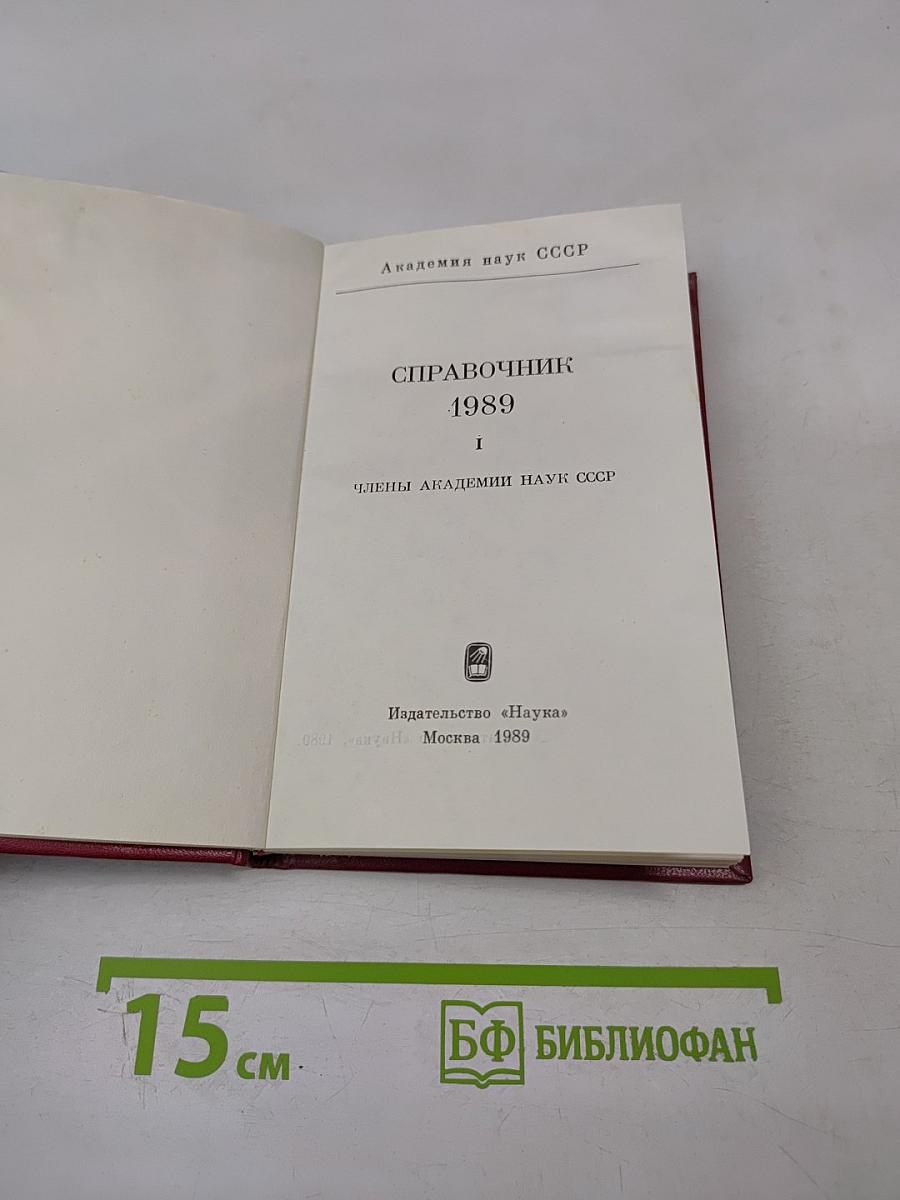 Академия наук СССР
СПРАВОЧНИК
1989
I
ЧЛЕНЫ АКАДЕМИИ НАУК СССР
Издательство «Наука»
Москва 1989
15 см
БФ БИБЛИОФАН